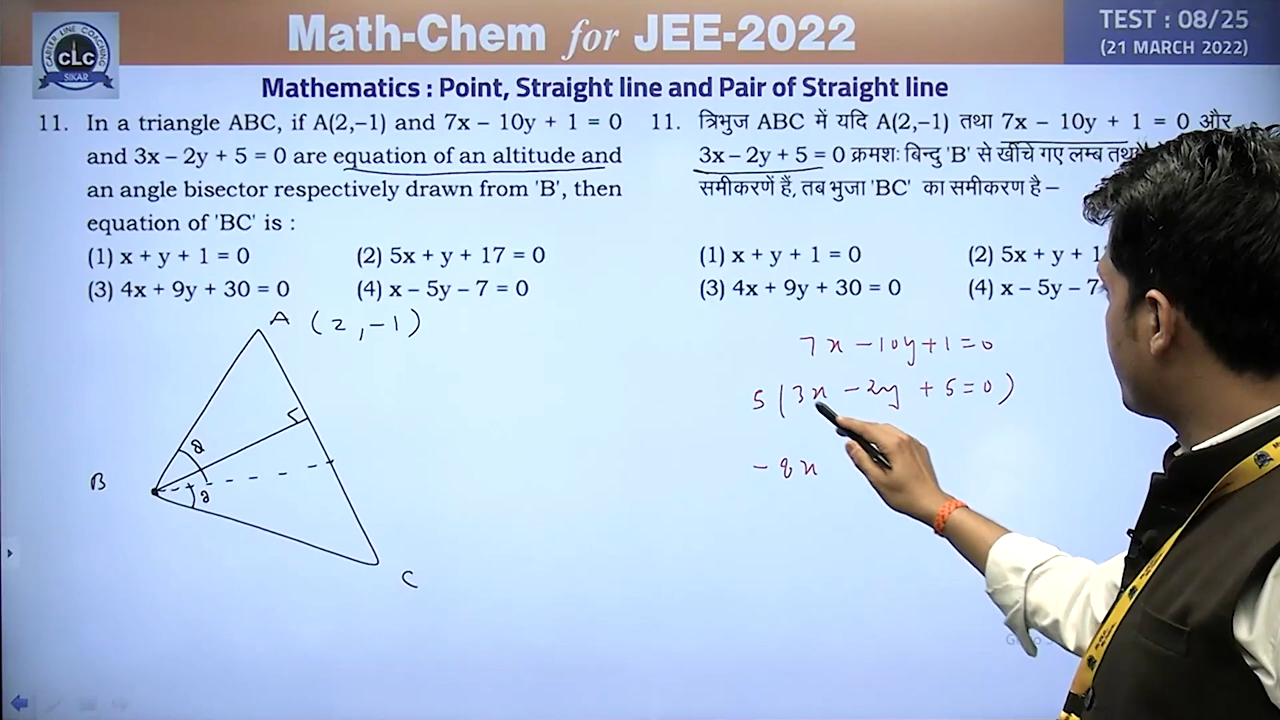 CAREER LINE COACHING
CLC
SIKAR
Math-Chem for JEE-2022
TEST : 08/25
(21 MARCH 2022)
Mathematics : Point, Straight line and Pair of Straight line
11. In a triangle ABC, if A(2,–1) and 7x – 10y + 1 = 0
and 3x – 2y + 5 = 0 are equation of an altitude and
an angle bisector respectively drawn from 'B', then
equation of 'BC' is :
(1) x + y + 1 = 0 (2) 5x + y + 17 = 0
(3) 4x + 9y + 30 = 0 (4) x – 5y – 7 = 0
11. त्रिभुज ABC में यदि A(2,–1) तथा 7x – 10y + 1 = 0 और
3x – 2y + 5 = 0 क्रमशः बिन्दु 'B' से खींचे गए लम्ब
समीकरणें हैं, तब भुजा 'BC' का समीकरण है –
(1) x + y + 1 = 0 (2) 5x + y + 1
(3) 4x + 9y + 30 = 0 (4) x – 5y – 7
A (2, -1)
B
C
7x - 10y + 1 = 0
5 (3x - 2y + 5 = 0)
- 8x